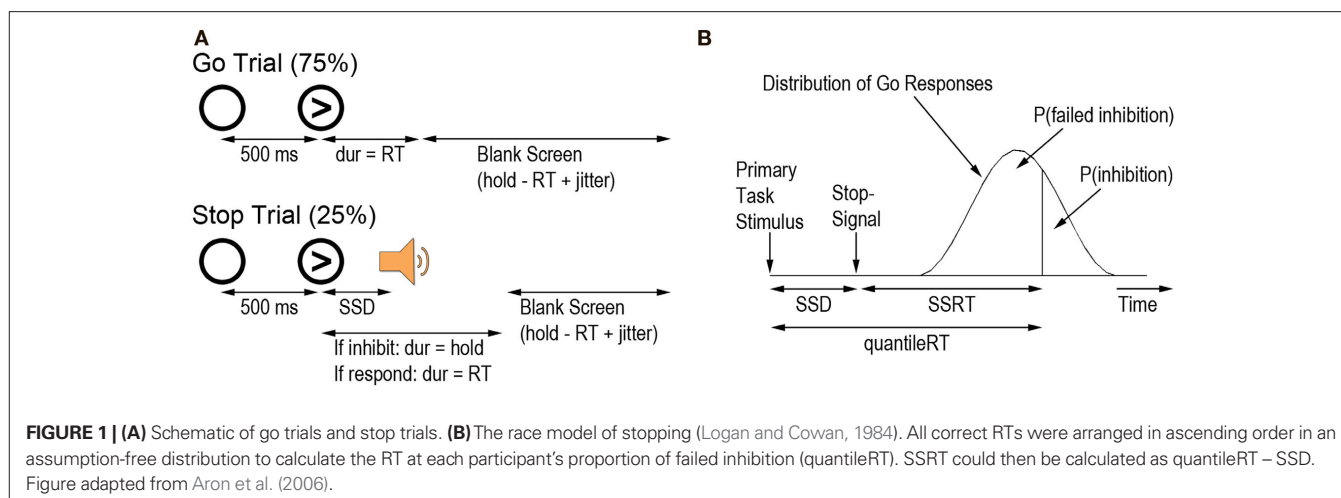 A
Go Trial (75%)
>
500 ms
dur = RT
Blank Screen
(hold - RT + jitter)
Stop Trial (25%)
>
500 ms
SSD
Blank Screen
(hold - RT + jitter)
If inhibit: dur = hold
If respond: dur = RT
B
Distribution of Go Responses
P(failed inhibition)
P(inhibition)
Primary
Task
Stimulus
Stop-
Signal
SSD
SSRT
Time
quantileRT
FIGURE 1 | (A) Schematic of go trials and stop trials. (B) The race model of stopping (Logan and Cowan, 1984). All correct RTs were arranged in ascending order in an
assumption-free distribution to calculate the RT at each participant's proportion of failed inhibition (quantileRT). SSRT could then be calculated as quantileRT – SSD.
Figure adapted from Aron et al. (2006).